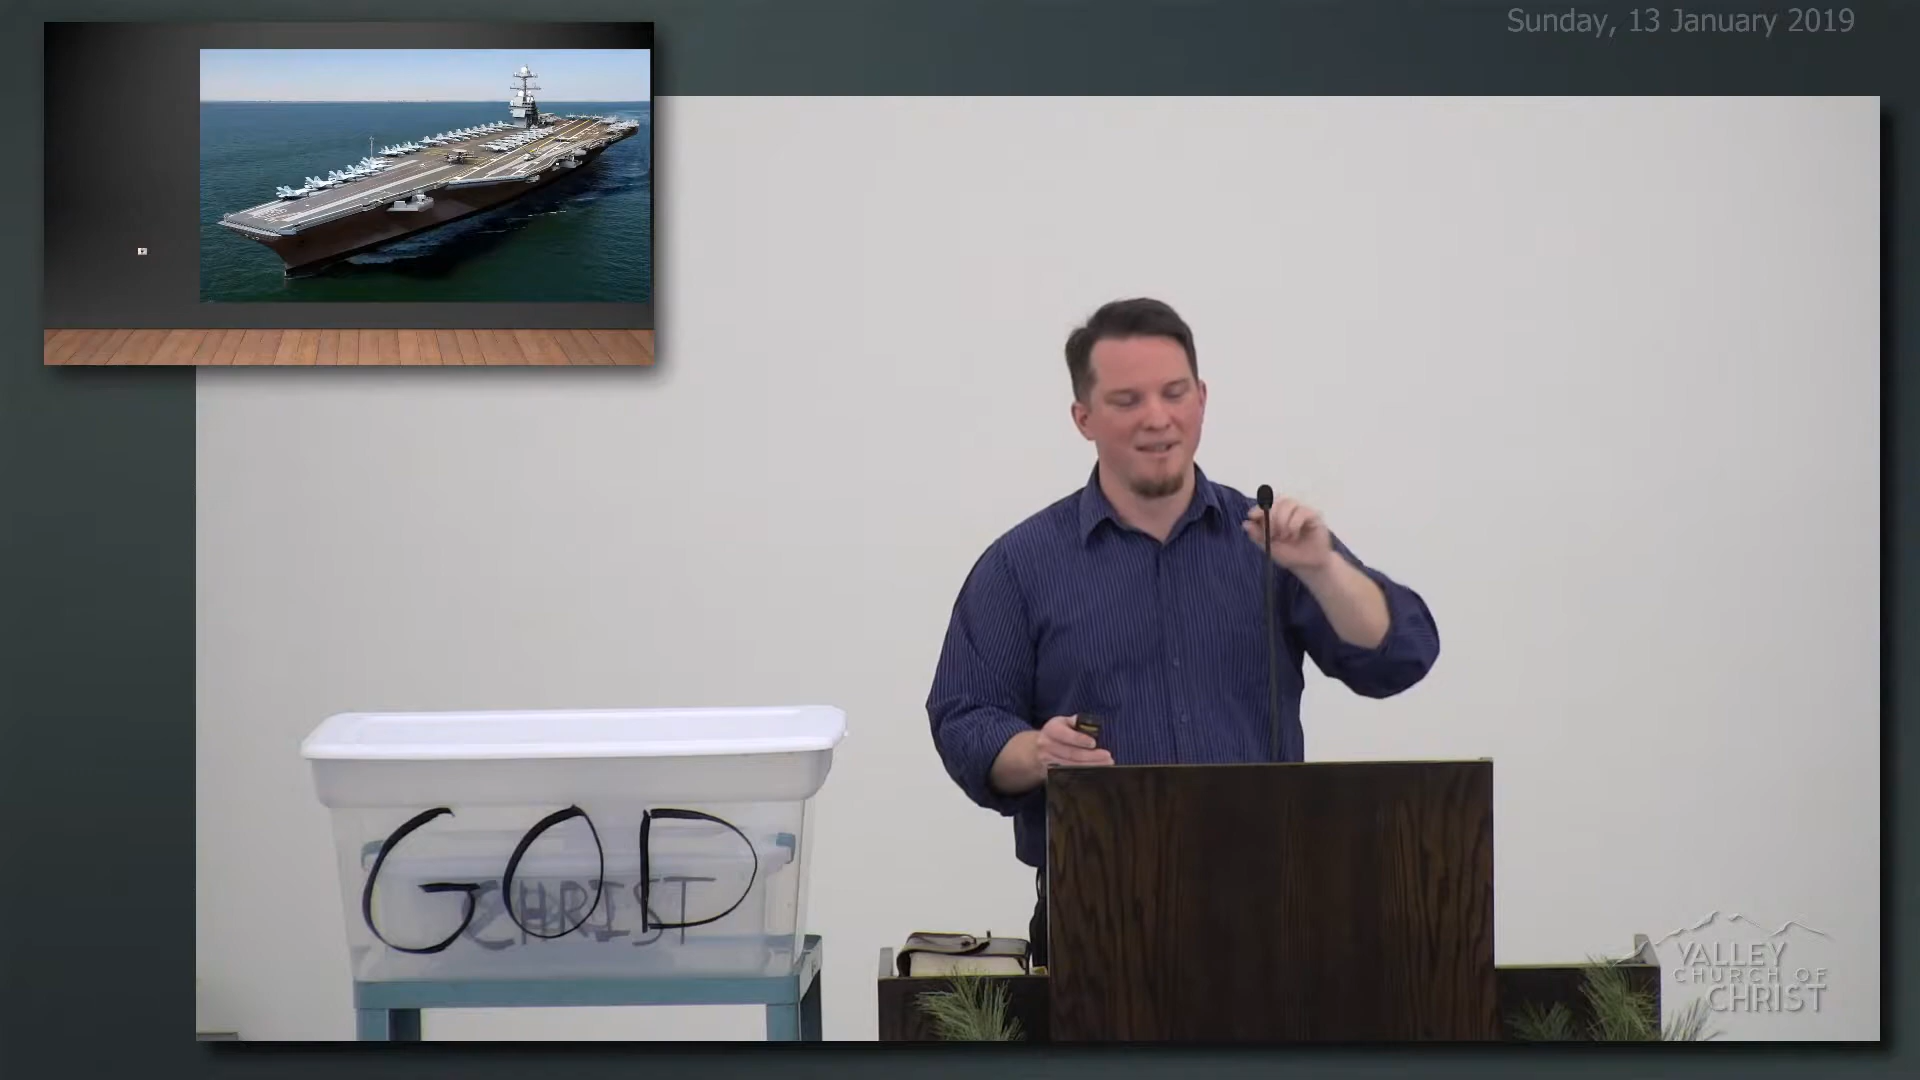 Sunday, 13 January 2019
GOD
CHRIST
VALLEY
CHURCH OF
CHRIST